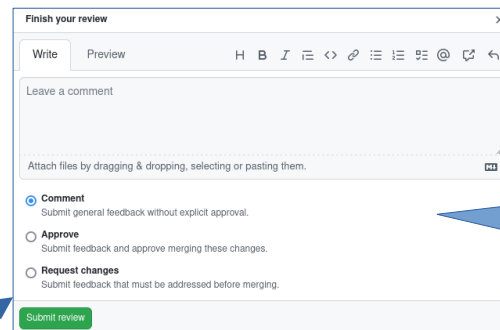 Finish your review
Write Preview
Leave a comment
Attach files by dragging & dropping, selecting or pasting them.
Comment
Submit general feedback without explicit approval.
Approve
Submit feedback and approve merging these changes.
Request changes
Submit feedback that must be addressed before merging.
Submit review